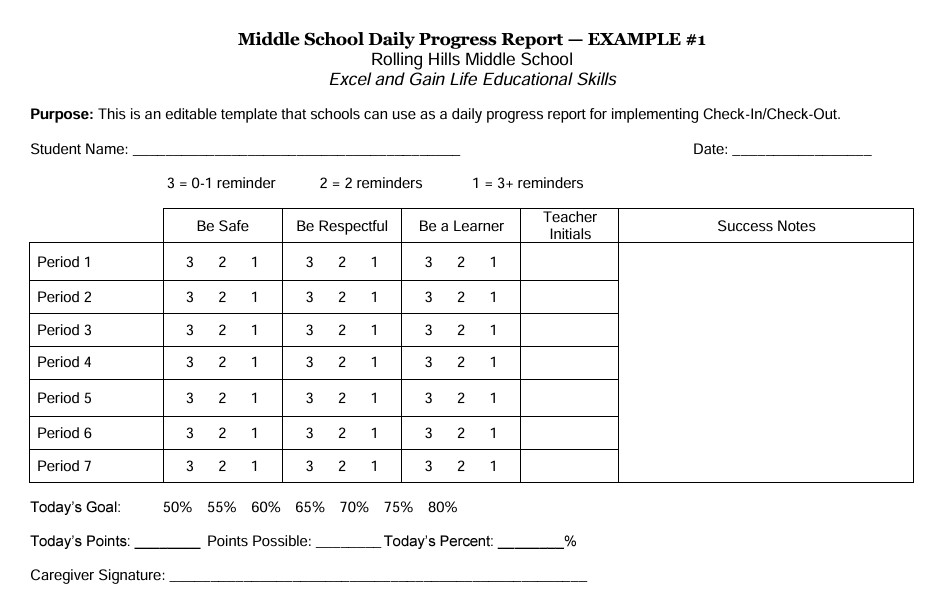 Middle School Daily Progress Report — EXAMPLE #1
Rolling Hills Middle School
Excel and Gain Life Educational Skills
Purpose: This is an editable template that schools can use as a daily progress report for implementing Check-In/Check-Out.
Student Name: ________________________________________ Date: _________________
3 = 0-1 reminder 2 = 2 reminders 1 = 3+ reminders
Be Safe Be Respectful Be a Learner Teacher Initials Success Notes
Period 1 3 2 1 3 2 1 3 2 1
Period 2 3 2 1 3 2 1 3 2 1
Period 3 3 2 1 3 2 1 3 2 1
Period 4 3 2 1 3 2 1 3 2 1
Period 5 3 2 1 3 2 1 3 2 1
Period 6 3 2 1 3 2 1 3 2 1
Period 7 3 2 1 3 2 1 3 2 1
Today’s Goal: 50% 55% 60% 65% 70% 75% 80%
Today’s Points: ________ Points Possible: ________ Today’s Percent: ________%
Caregiver Signature: ___________________________________________________